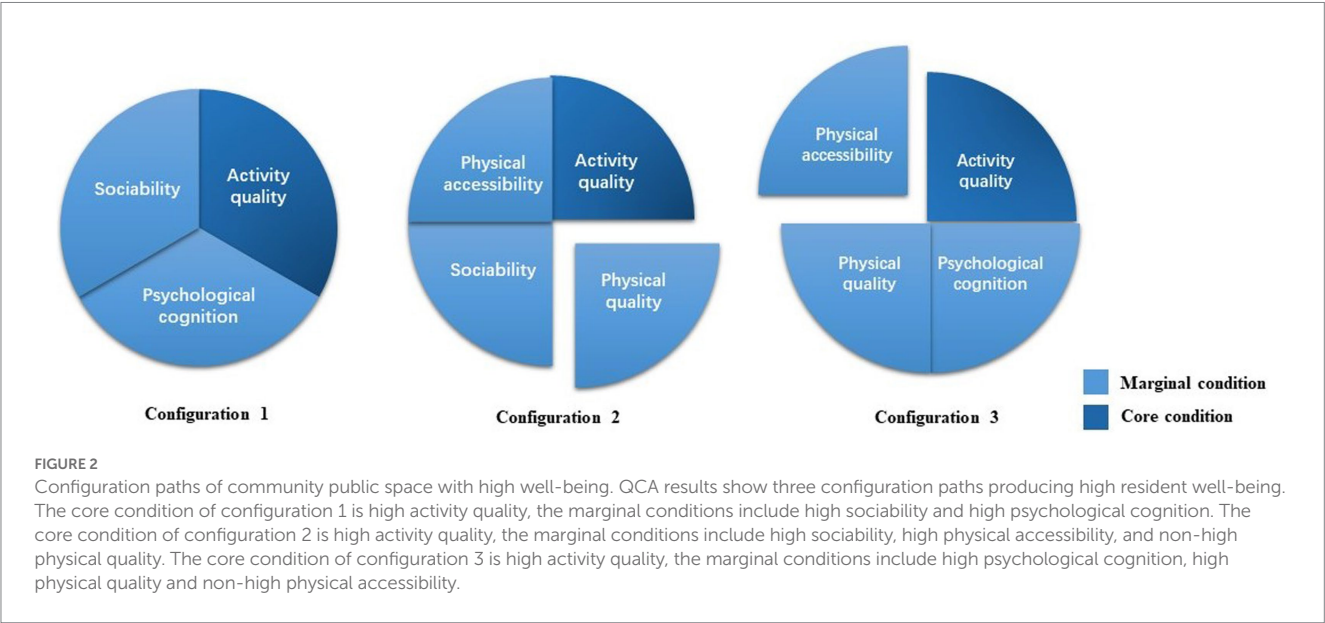 Sociability
Activity
quality
Psychological
cognition
Configuration 1
Physical
accessibility
Activity
quality
Sociability
Physical
quality
Configuration 2
Physical
accessibility
Activity
quality
Physical
quality
Psychological
cognition
Configuration 3
Marginal condition
Core condition
FIGURE 2
Configuration paths of community public space with high well-being. QCA results show three configuration paths producing high resident well-being.
The core condition of configuration 1 is high activity quality, the marginal conditions include high sociability and high psychological cognition. The
core condition of configuration 2 is high activity quality, the marginal conditions include high sociability, high physical accessibility, and non-high
physical quality. The core condition of configuration 3 is high activity quality, the marginal conditions include high psychological cognition, high
physical quality and non-high physical accessibility.